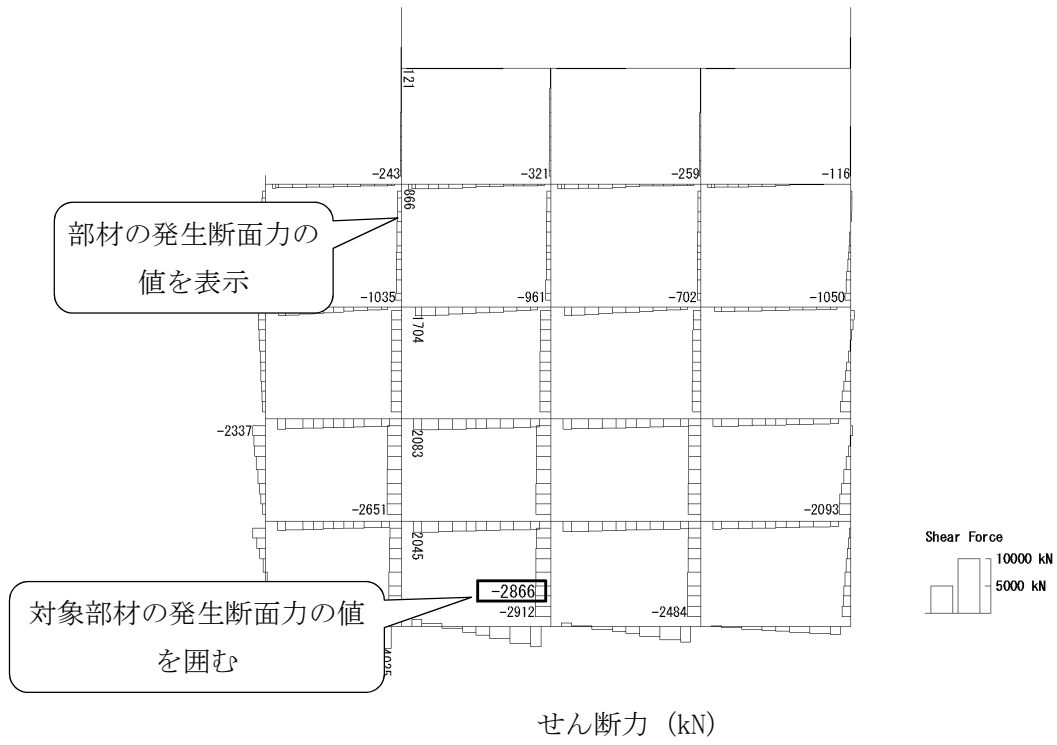 121
-243
-321
-259
-116
866
部材の発生断面力の
値を表示
-1035
-961
-702
-1050
1704
-2337
2083
-2651
-2093
2045
Shear Force
10000 kN
5000 kN
-2866
-2912
-2484
対象部材の発生断面力の値
を囲む
せん断力 (kN)